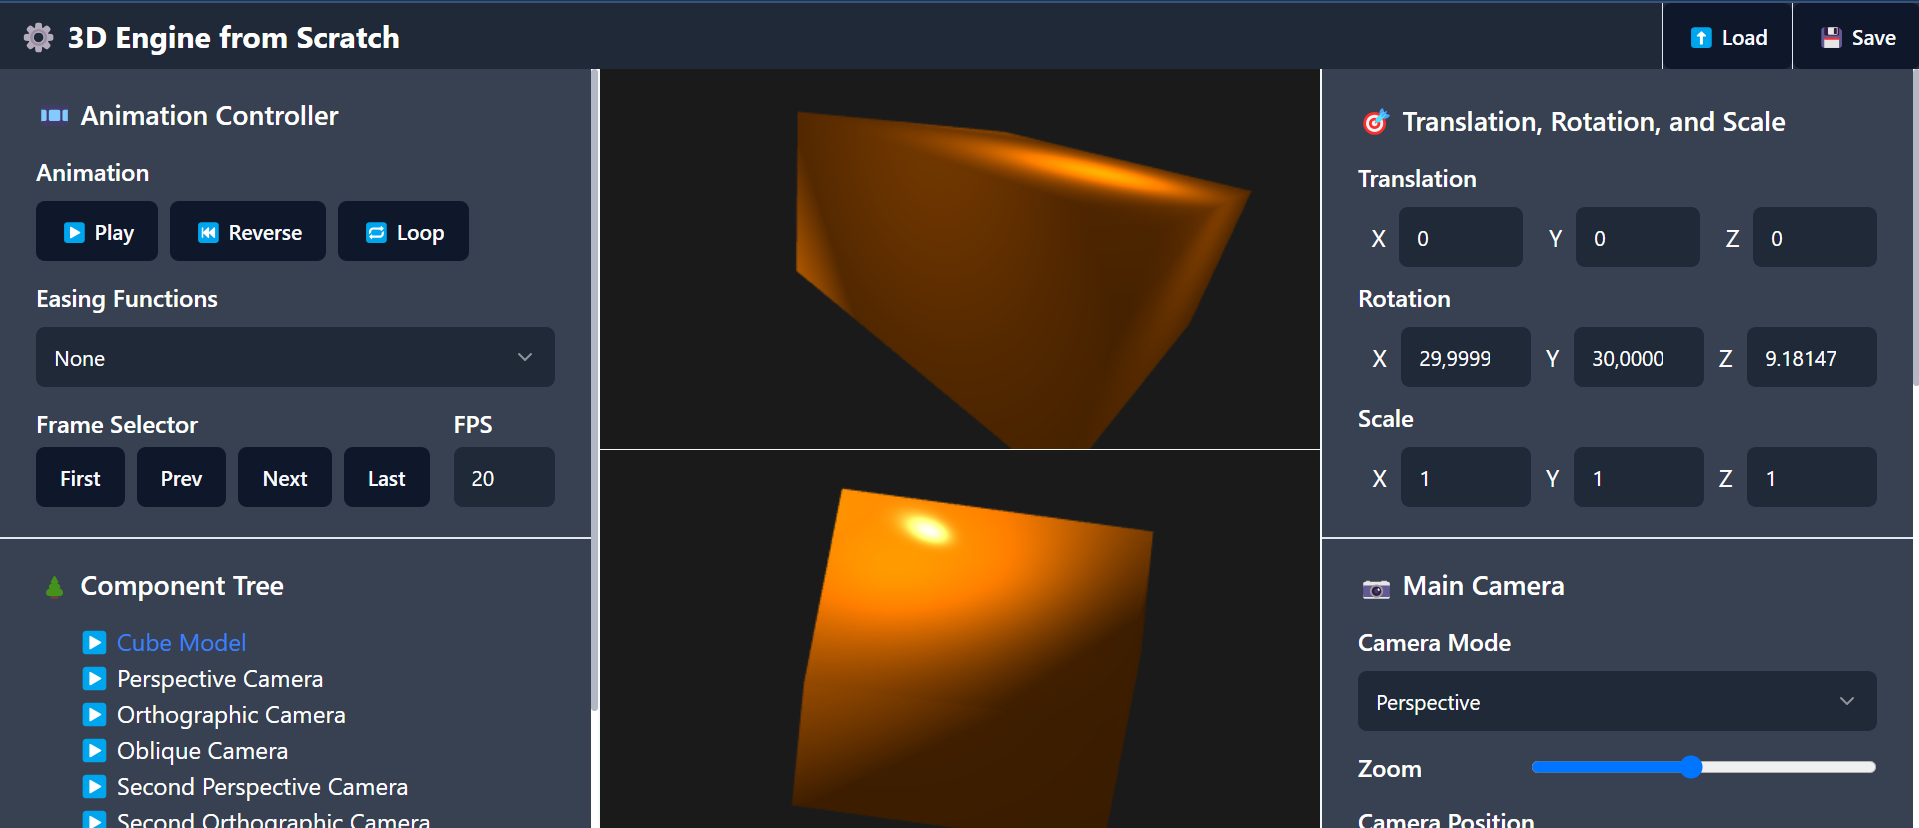 3D Engine from Scratch
Load
Save
Animation Controller
Animation
Play
Reverse
Loop
Easing Functions
None
Frame Selector
FPS
First
Prev
Next
Last
20
Component Tree
Cube Model
Perspective Camera
Orthographic Camera
Oblique Camera
Second Perspective Camera
Second Orthographic Camera
Translation, Rotation, and Scale
Translation
X 0 Y 0 Z 0
Rotation
X 29,9999 Y 30,0000 Z 9.18147
Scale
X 1 Y 1 Z 1
Main Camera
Camera Mode
Perspective
Zoom
Camera Position